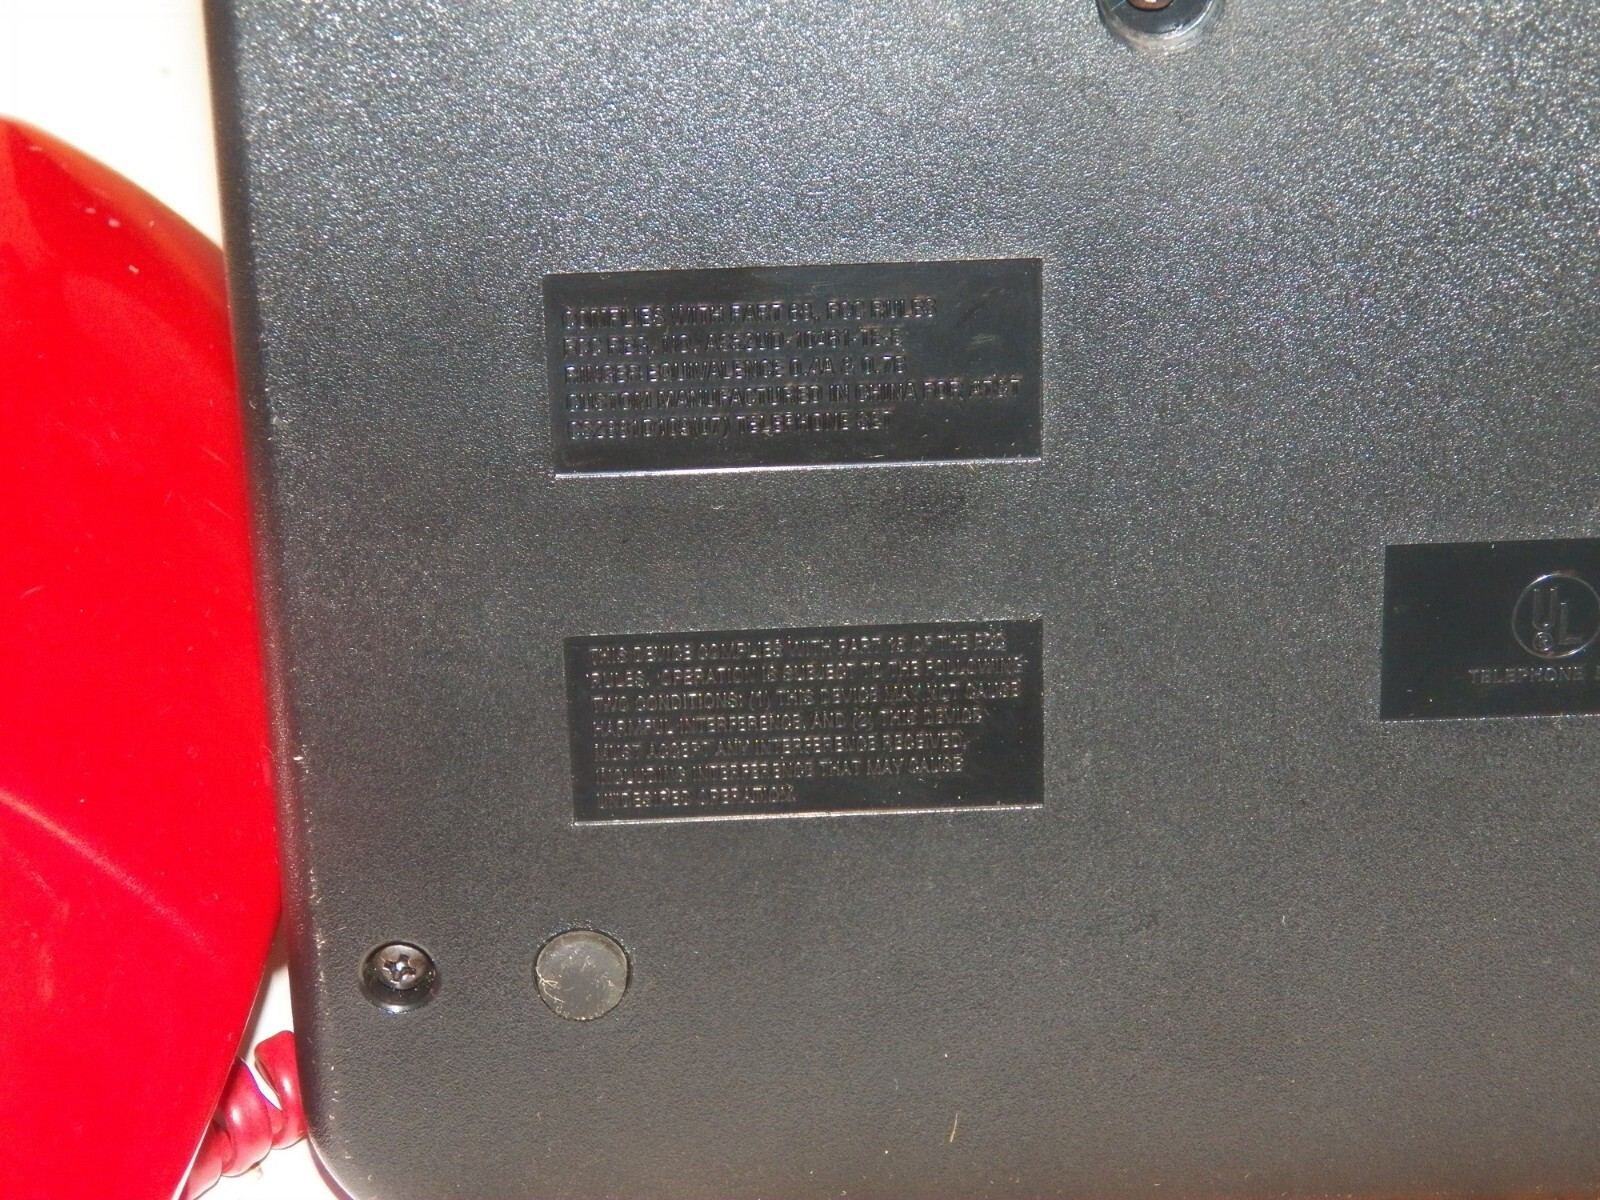 COMPLIES WITH PART 68, FCC RULES
FCC REG. NO.
RINGER EQUIVALENCE 0.4A & 0.7B
CUSTOM MANUFACTURED IN CHINA FOR AT&T
TELEPHONE SET
THIS DEVICE COMPLIES WITH PART 15 OF THE FCC
RULES. OPERATION IS SUBJECT TO THE FOLLOWING
TWO CONDITIONS: (1) THIS DEVICE MAY NOT CAUSE
HARMFUL INTERFERENCE, AND (2) THIS DEVICE
MUST ACCEPT ANY INTERFERENCE RECEIVED,
INCLUDING INTERFERENCE THAT MAY CAUSE
UNDESIRED OPERATION.
UL
TELEPHONE